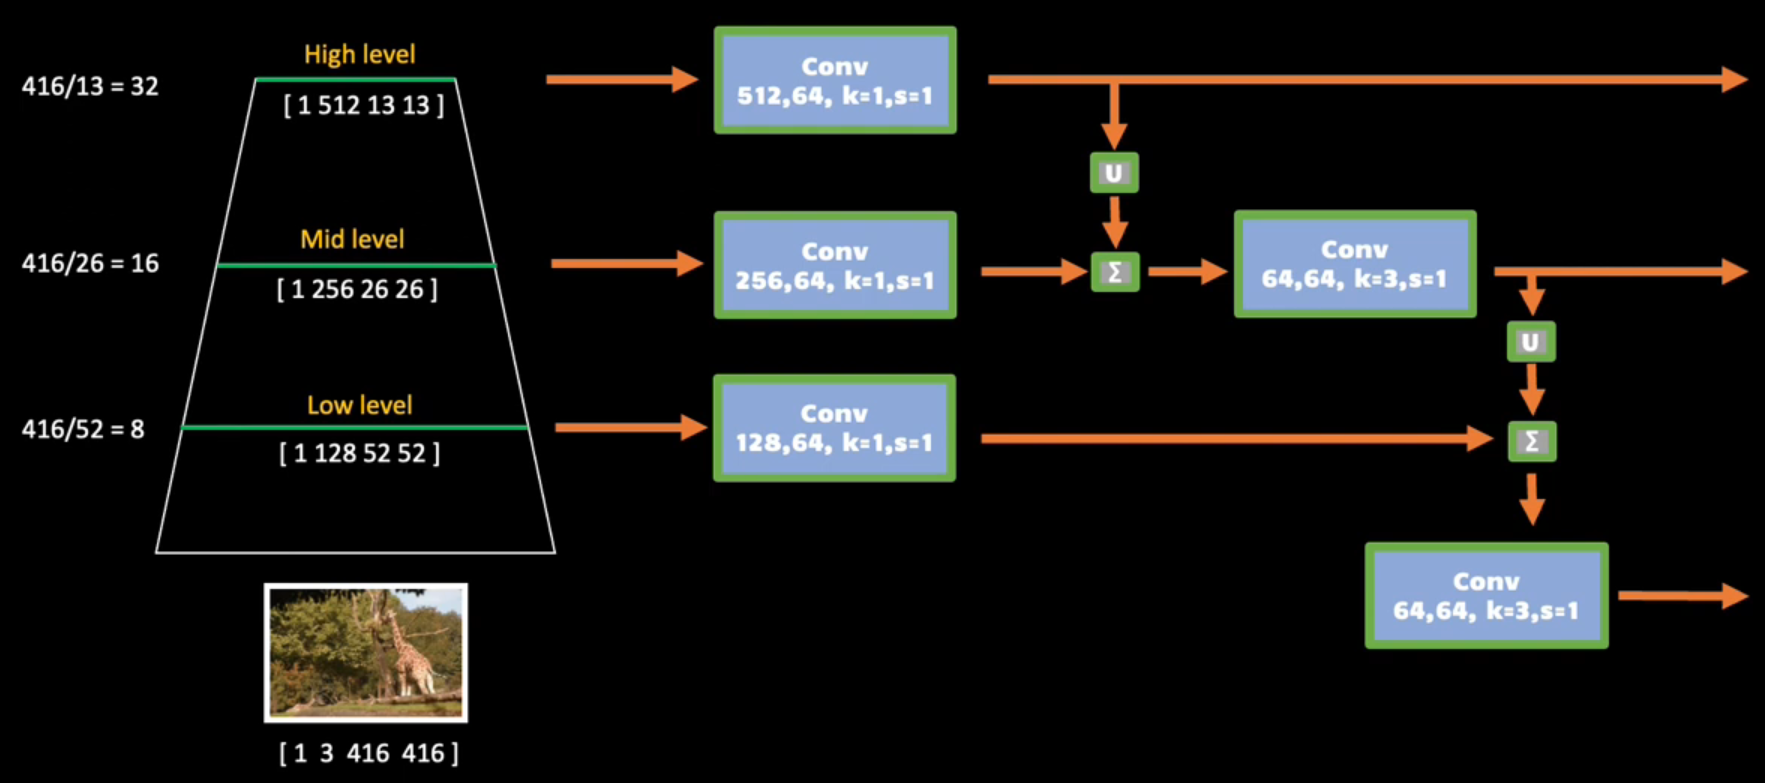 High level
416/13 = 32
[ 1 512 13 13 ]
Conv
512,64, k=1,s=1
U
Mid level
416/26 = 16
[ 1 256 26 26 ]
Conv
256,64, k=1,s=1
Σ
Conv
64,64, k=3,s=1
U
Low level
416/52 = 8
[ 1 128 52 52 ]
Conv
128,64, k=1,s=1
Σ
Conv
64,64, k=3,s=1
[ 1 3 416 416 ]